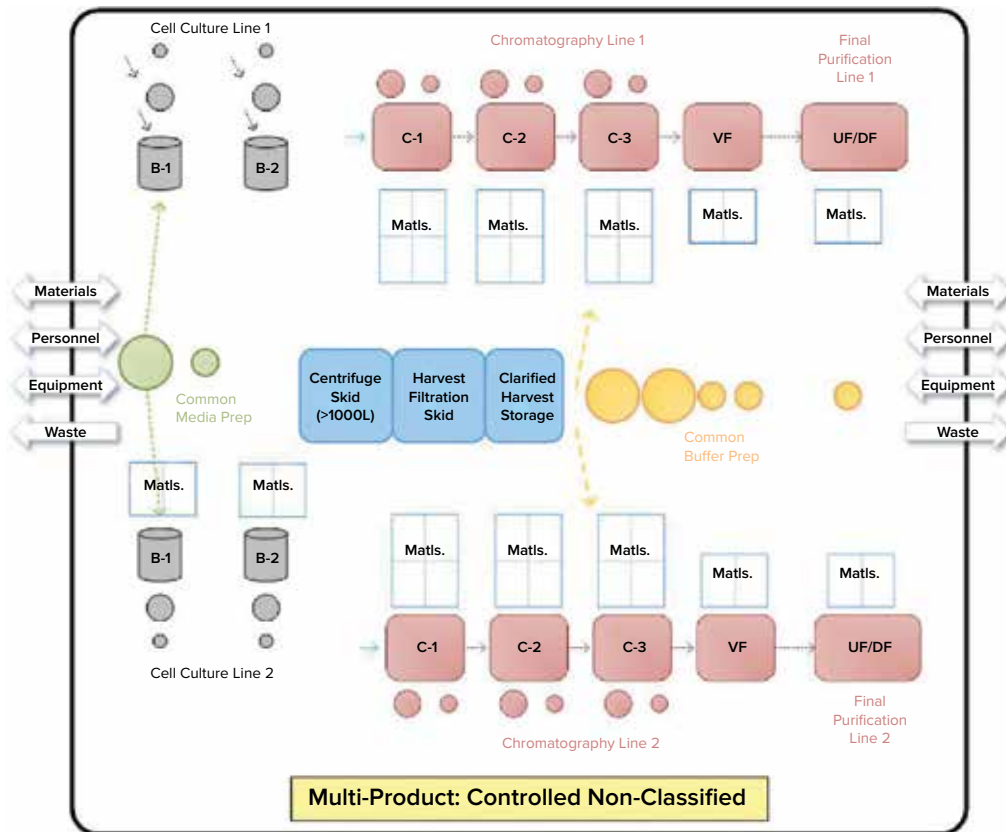 Cell Culture Line 1
Chromatography Line 1
Final
Purification
Line 1
B-1
B-2
C-1
C-2
C-3
VF
UF/DF
Matls.
Matls.
Matls.
Matls.
Matls.
Materials
Personnel
Equipment
Waste
Common
Media Prep
Centrifuge
Skid
(>1000L)
Harvest
Filtration
Skid
Clarified
Harvest
Storage
Common
Buffer Prep
Materials
Personnel
Equipment
Waste
Matls.
Matls.
B-1
B-2
Cell Culture Line 2
Matls.
Matls.
Matls.
Matls.
Matls.
C-1
C-2
C-3
VF
UF/DF
Chromatography Line 2
Final
Purification
Line 2
Multi-Product: Controlled Non-Classified